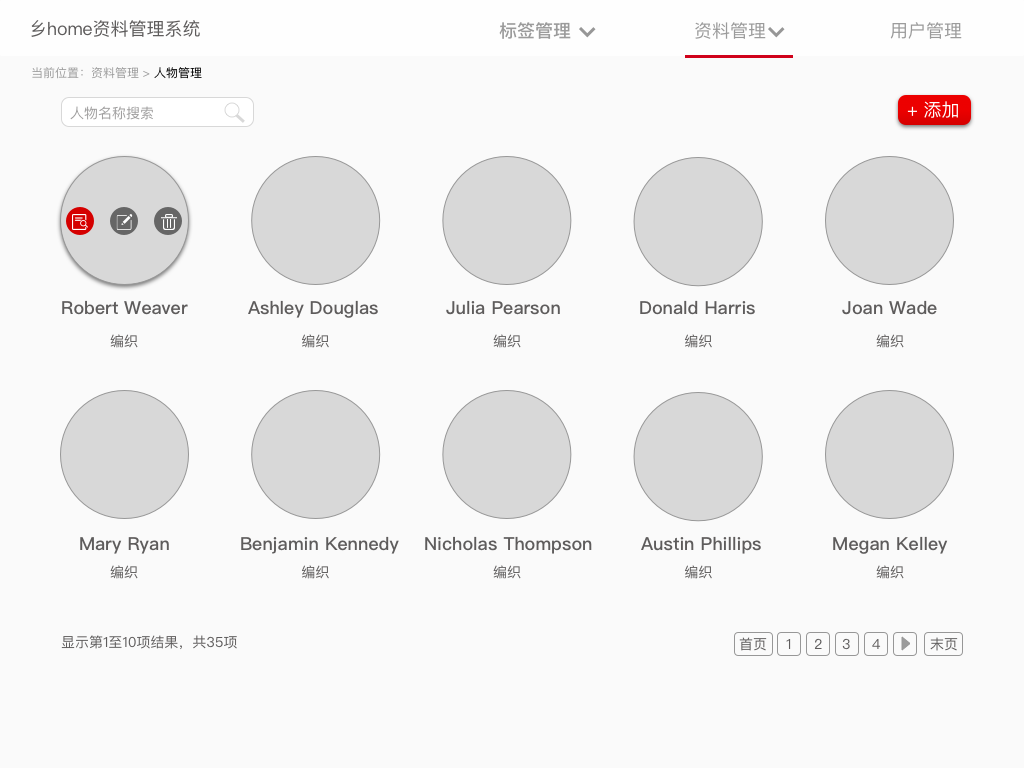 乡home资料管理系统
标签管理 资料管理 用户管理
当前位置：资料管理 > 人物管理
人物名称搜索
+ 添加
Robert Weaver Ashley Douglas Julia Pearson Donald Harris Joan Wade
编织 编织 编织 编织 编织
Mary Ryan Benjamin Kennedy Nicholas Thompson Austin Phillips Megan Kelley
编织 编织 编织 编织 编织
显示第1至10项结果，共35项
首页 1 2 3 4 末页